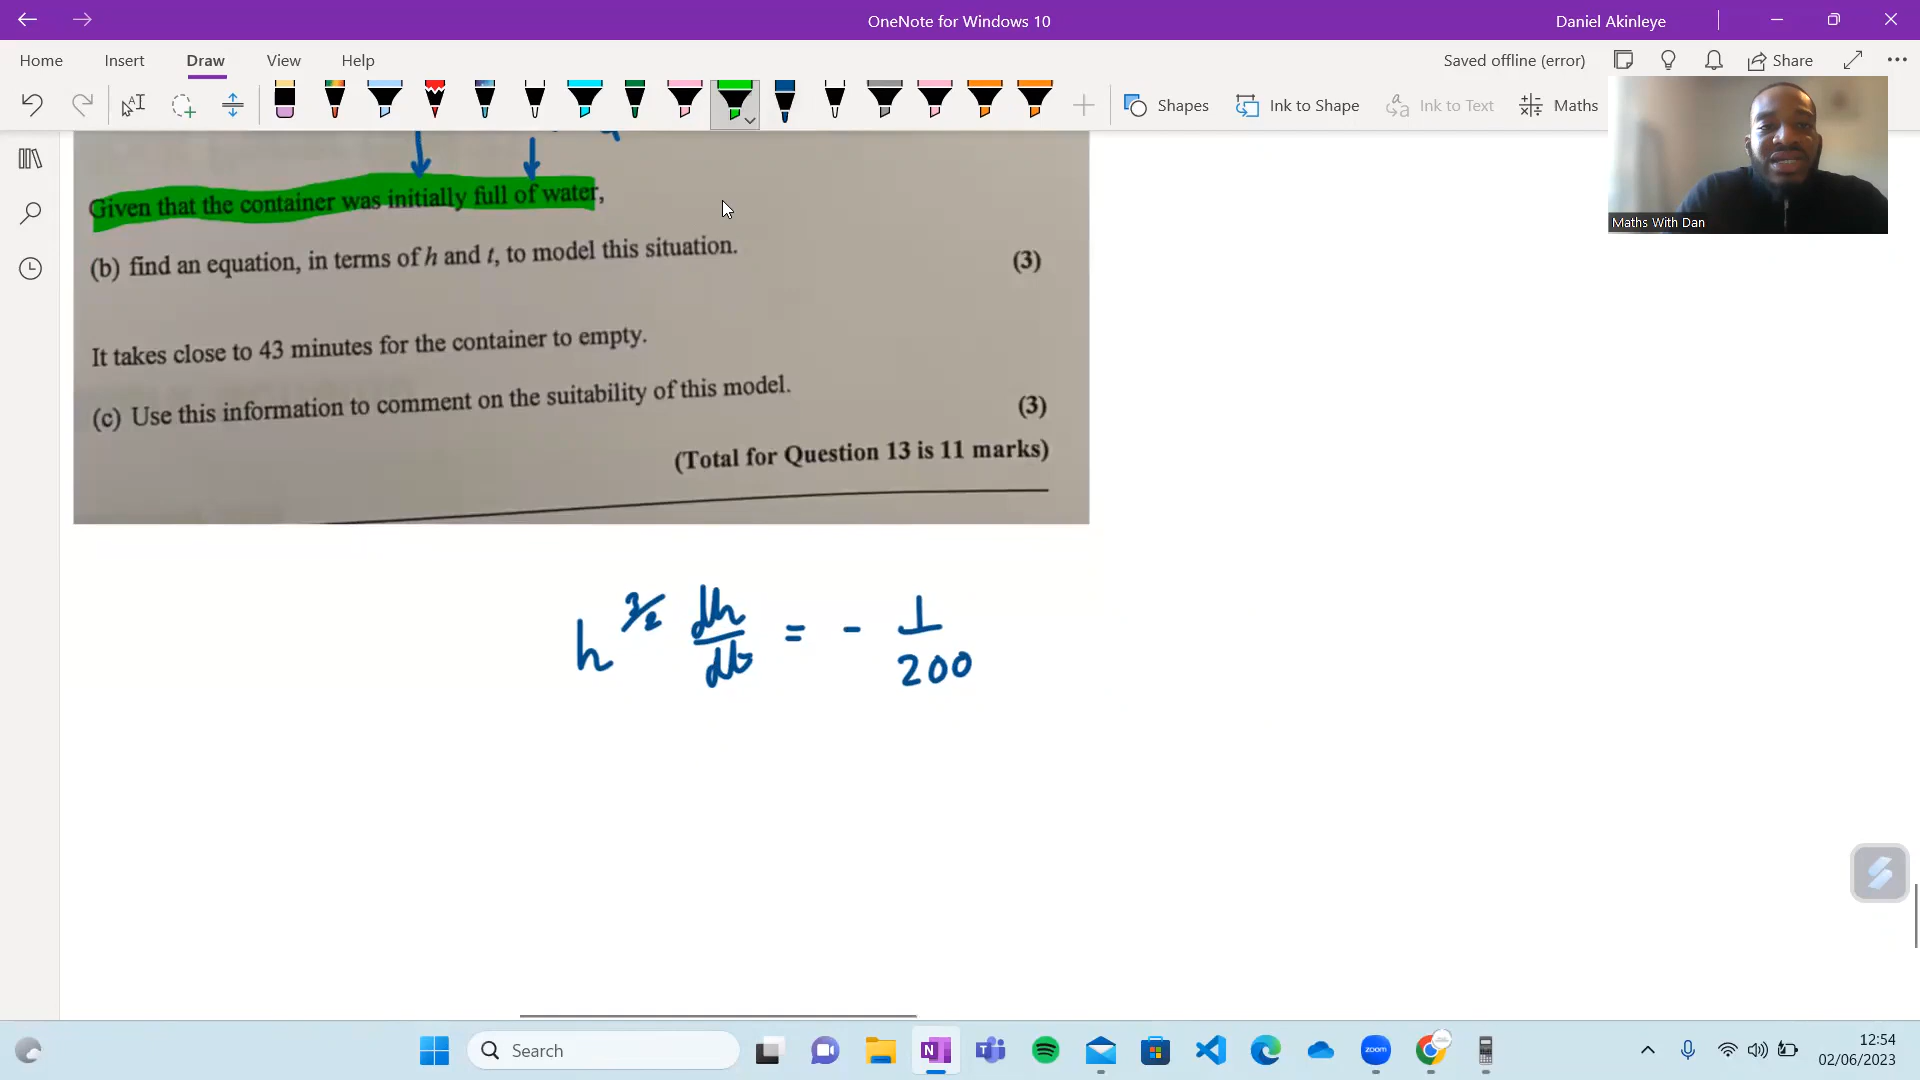 OneNote for Windows 10
Daniel Akinleye
Home Insert Draw View Help
Saved offline (error)
Share
Shapes
Ink to Shape
Ink to Text
Maths
Maths With Dan
Given that the container was initially full of water,
(b) find an equation, in terms of h and t, to model this situation.
(3)
It takes close to 43 minutes for the container to empty.
(c) Use this information to comment on the suitability of this model.
(3)
(Total for Question 13 is 11 marks)
h^3/2 dh/dt = - 1/200
Search
zoom
12:54
02/06/2023